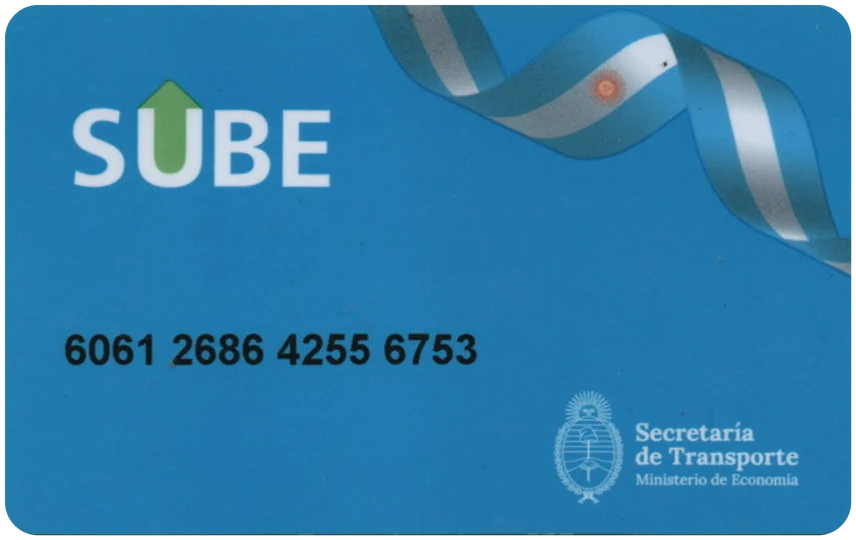 SUBE
6061 2686 4255 6753
Secretaría
de Transporte
Ministerio de Economía